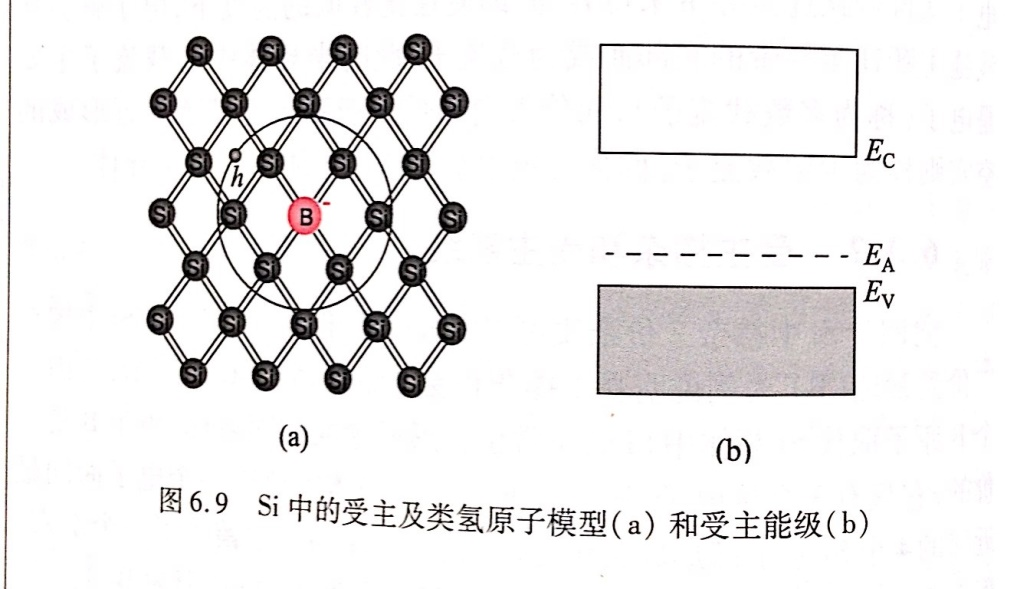 Si Si Si Si
Si Si Si Si Si
Si Si Si Si
h
Si Si B⁻ Si Si
Si Si Si Si
Si Si Si Si Si
Si Si Si Si
(a)
E_C
E_A
E_V
(b)
图 6.9 Si 中的受主及类氢原子模型(a) 和受主能级(b)